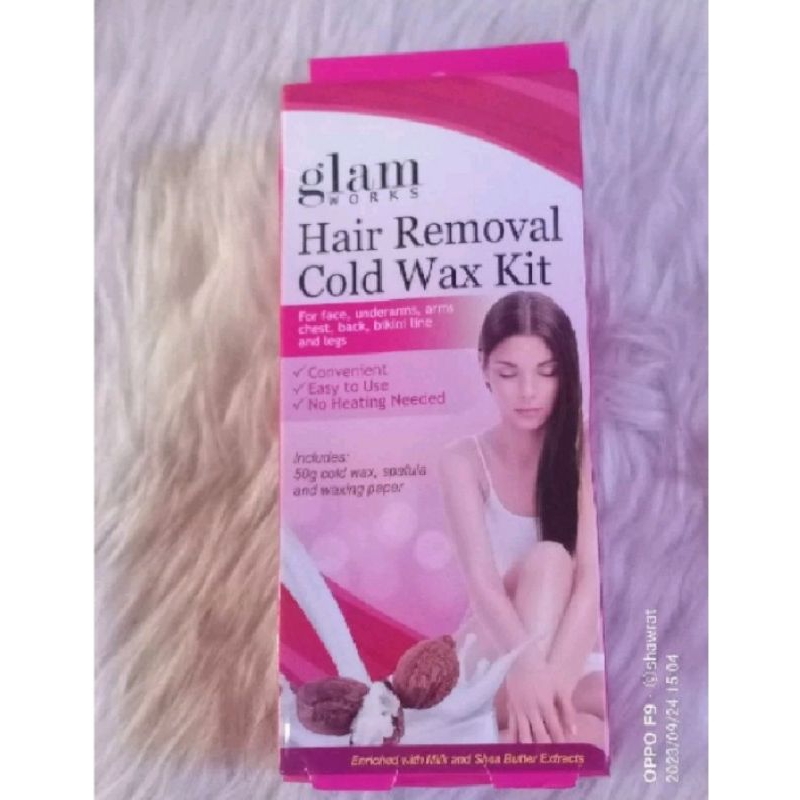 glam
WORKS
Hair Removal
Cold Wax Kit
For face, underarms, arms
chest, back, bikini line
and legs
✓ Convenient
✓ Easy to Use
✓ No Heating Needed
Includes:
50g cold wax, spatula
and waxing paper
Enriched with Milk and Shea Butter Extracts
OPPO F9 · @shawrat
2023/09/24 15:04